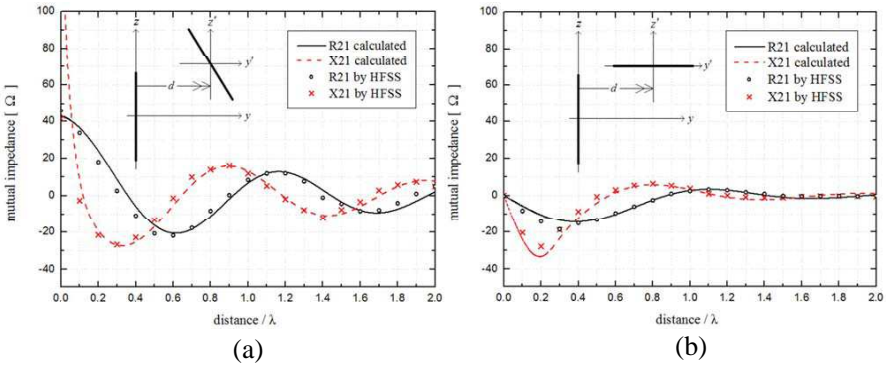 100
80
60
40
20
0
-20
-40
-60
mutual impedance [ Ω ]
0.0 0.2 0.4 0.6 0.8 1.0 1.2 1.4 1.6 1.8 2.0
distance / λ
z
z'
y'
d
y
R21 calculated
X21 calculated
R21 by HFSS
X21 by HFSS
(a)
100
80
60
40
20
0
-20
-40
-60
mutual impedance [ Ω ]
0.0 0.2 0.4 0.6 0.8 1.0 1.2 1.4 1.6 1.8 2.0
distance / λ
z
z'
y'
d
y
R21 calculated
X21 calculated
R21 by HFSS
X21 by HFSS
(b)